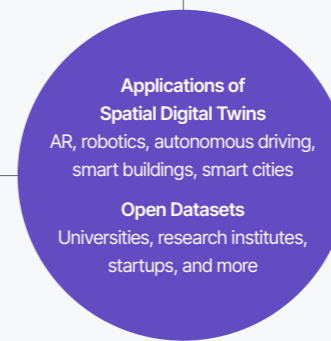 Applications of
Spatial Digital Twins
AR, robotics, autonomous driving,
smart buildings, smart cities
Open Datasets
Universities, research institutes,
startups, and more